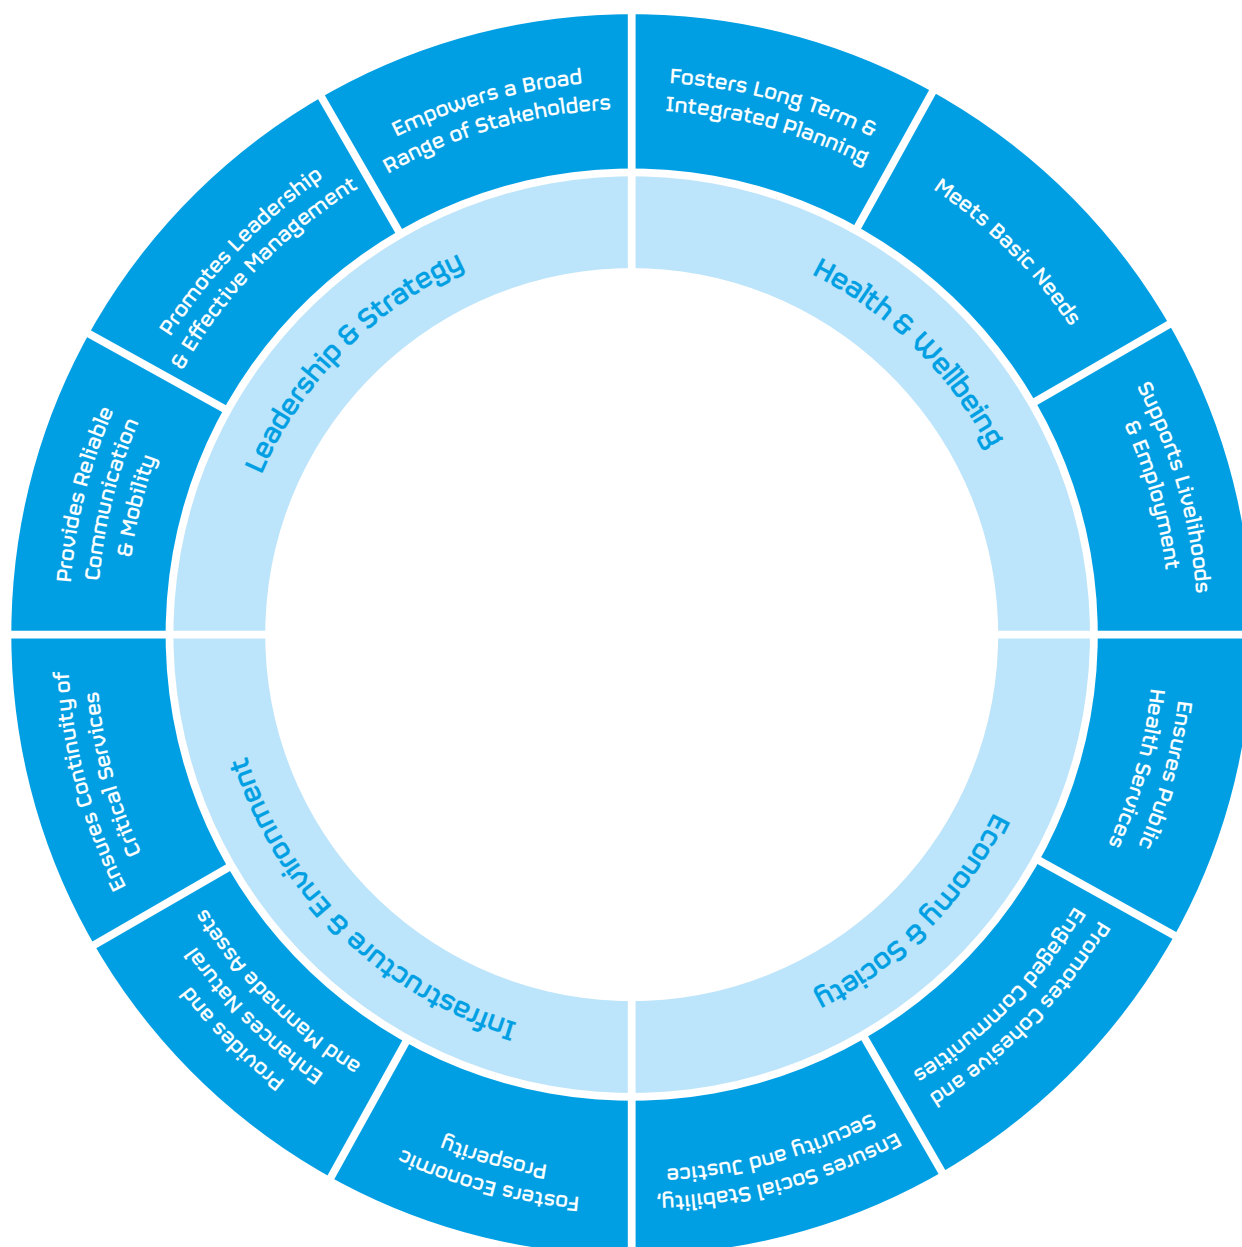 Fosters Long Term &
Integrated Planning
Meets Basic Needs
Supports Livelihoods
& Employment
Ensures Public
Health Services
Promotes Cohesive and
Engaged Communities
Ensures Social Stability,
Security and Justice
Fosters Economic
Prosperity
Provides and
Enhances Natural
and Manmade Assets
Ensures Continuity of
Critical Services
Provides Reliable
Communication
& Mobility
Promotes Leadership
& Effective Management
Empowers a Broad
Range of Stakeholders
Health & Wellbeing
Economy & Society
Infrastructure & Environment
Leadership & Strategy